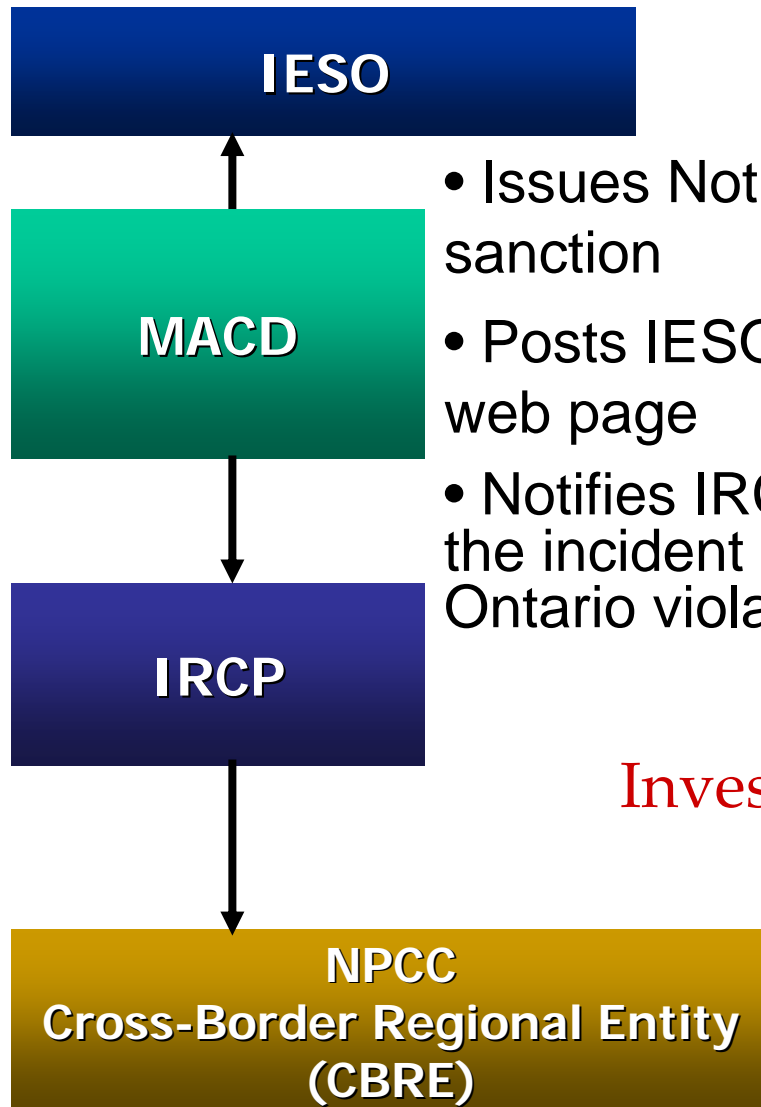 IESO
• Issues Not
sanction
MACD
• Posts IESO
web page
• Notifies IRC
the incident
Ontario viola
IRCP
Inves
NPCC
Cross-Border Regional Entity
(CBRE)